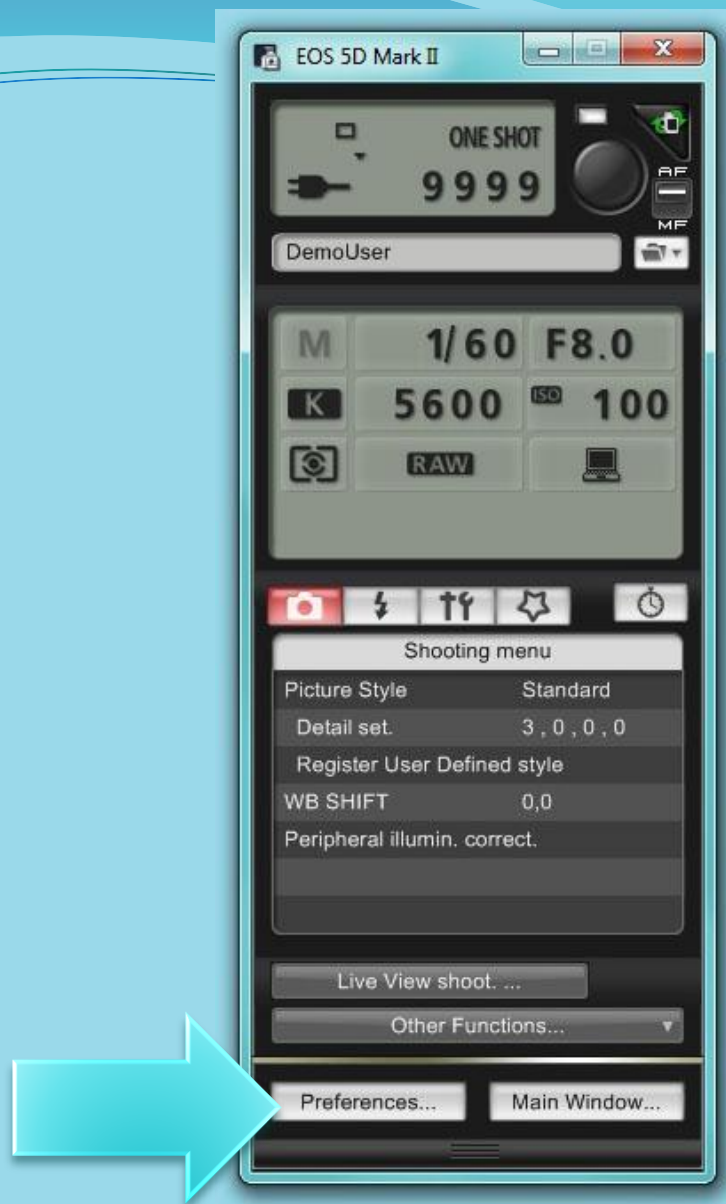 EOS 5D Mark II
ONE SHOT
9999
AF
MF
DemoUser
M 1/60 F8.0
K 5600 ISO 100
RAW
Shooting menu
Picture Style Standard
Detail set. 3 , 0 , 0 , 0
Register User Defined style
WB SHIFT 0,0
Peripheral illumin. correct.
Live View shoot. ...
Other Functions...
Preferences... Main Window...